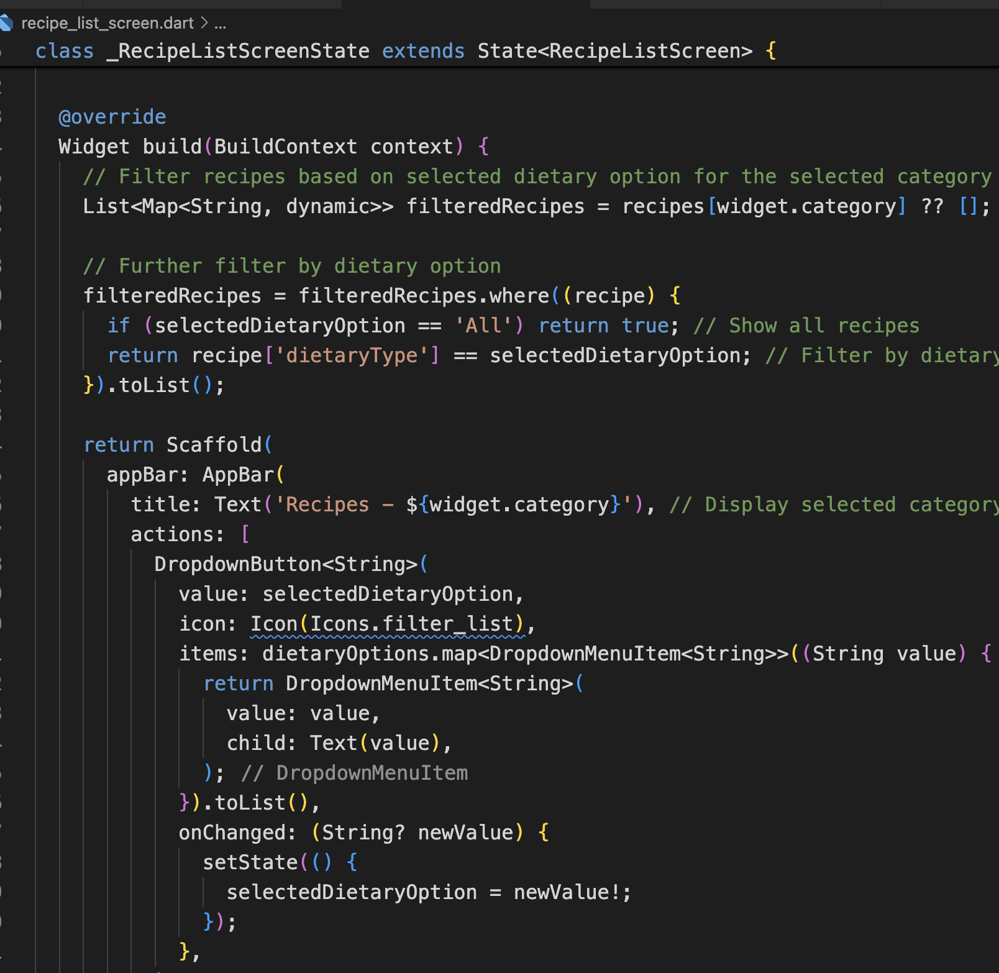 recipe_list_screen.dart > ...
class _RecipeListScreenState extends State<RecipeListScreen> {
@override
Widget build(BuildContext context) {
// Filter recipes based on selected dietary option for the selected category
List<Map<String, dynamic>> filteredRecipes = recipes[widget.category] ?? [];
// Further filter by dietary option
filteredRecipes = filteredRecipes.where((recipe) {
if (selectedDietaryOption == 'All') return true; // Show all recipes
return recipe['dietaryType'] == selectedDietaryOption; // Filter by dietary
}).toList();
return Scaffold(
appBar: AppBar(
title: Text('Recipes - ${widget.category}'), // Display selected category
actions: [
DropdownButton<String>(
value: selectedDietaryOption,
icon: Icon(Icons.filter_list),
items: dietaryOptions.map<DropdownMenuItem<String>>((String value) {
return DropdownMenuItem<String>(
value: value,
child: Text(value),
); // DropdownMenuItem
}).toList(),
onChanged: (String? newValue) {
setState(() {
selectedDietaryOption = newValue!;
});
},